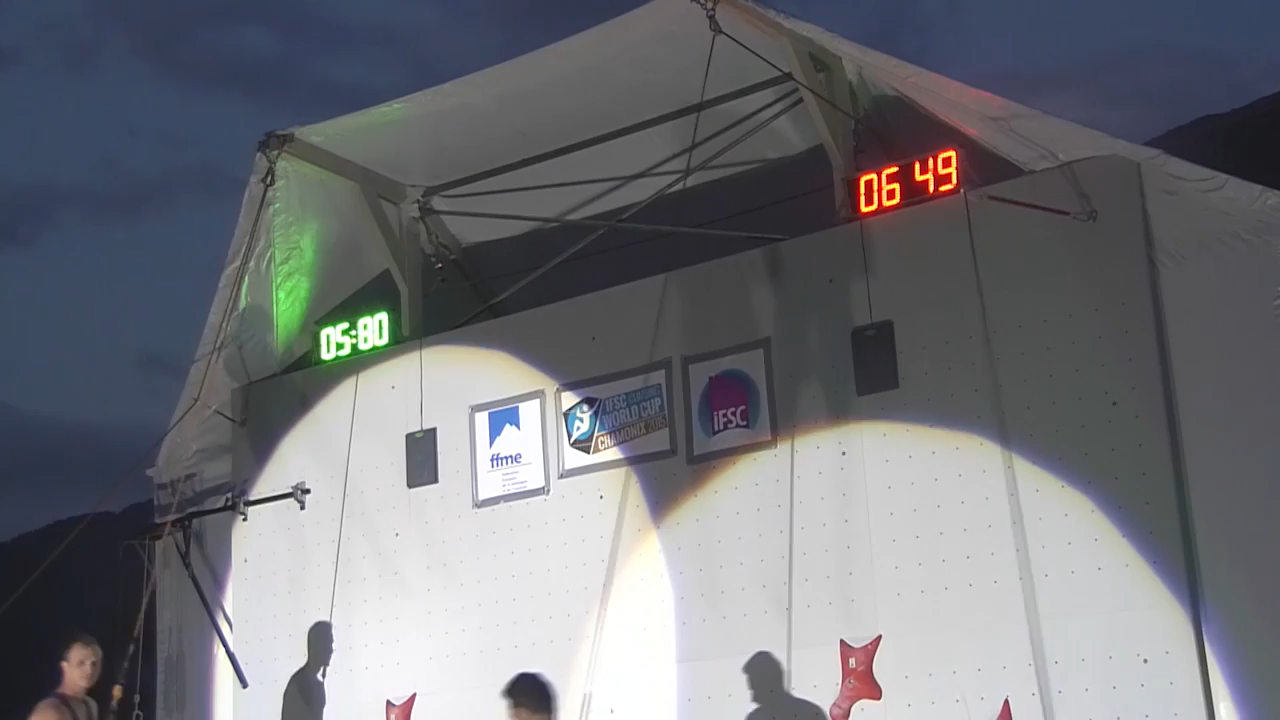 06 49
05:80
ffme
IFSC CLIMBING
WORLD CUP
CHAMONIX 2015
iFSC